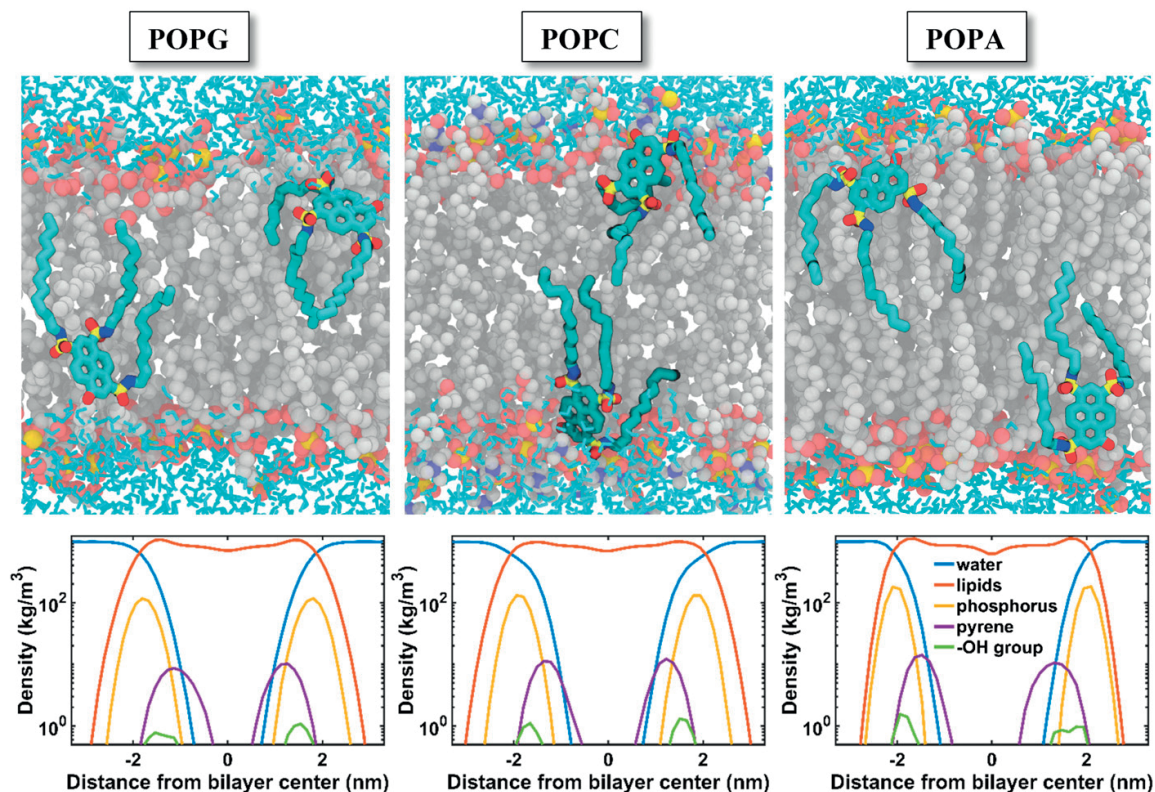 POPG
POPC
POPA
Density (kg/m³)
10²
10⁰
-2
0
2
Distance from bilayer center (nm)
Density (kg/m³)
10²
10⁰
-2
0
2
Distance from bilayer center (nm)
Density (kg/m³)
10²
10⁰
-2
0
2
Distance from bilayer center (nm)
water
lipids
phosphorus
pyrene
-OH group